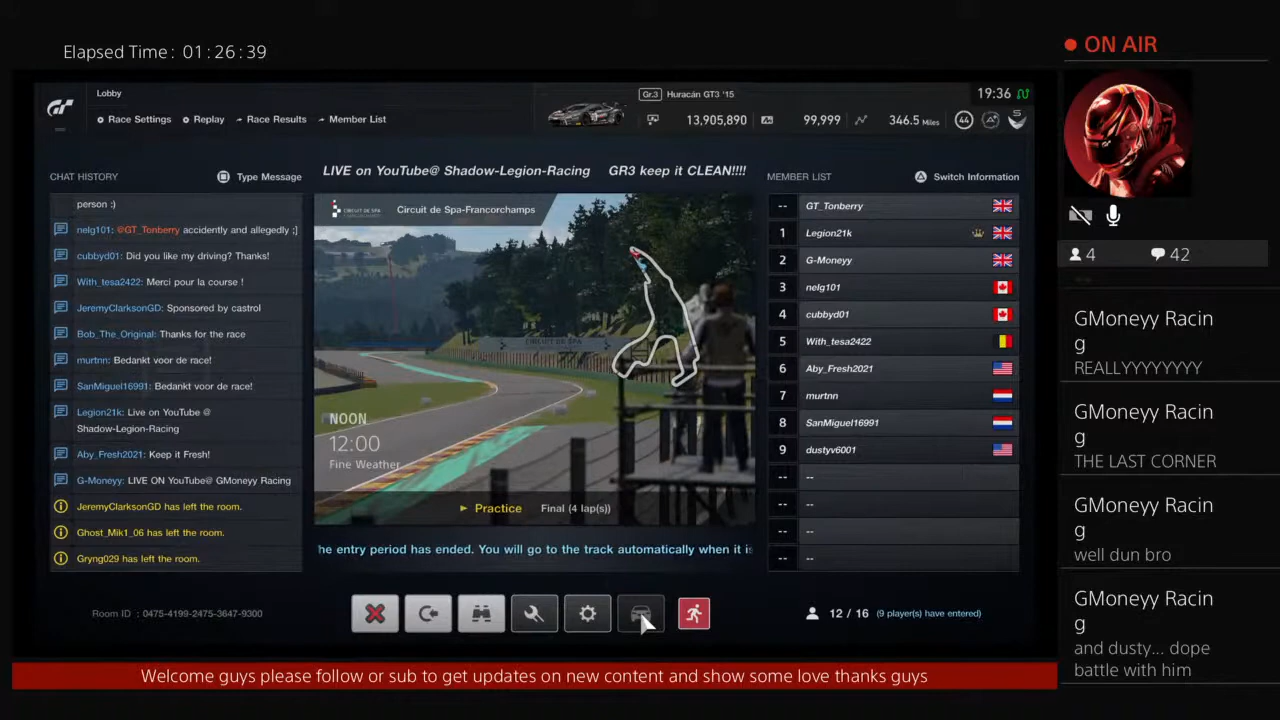 Elapsed Time: 01:26:39
ON AIR
Lobby
Gr.3 Huracán GT3 '15
19:36
Race Settings Replay Race Results Member List
13,905,890 99,999 346.5 Miles 44 S
CHAT HISTORY Type Message
LIVE on YouTube@ Shadow-Legion-Racing GR3 keep it CLEAN!!!!
MEMBER LIST Switch Information
person :)
nelg101: @GT_Tonberry accidently and allegedly ;]
cubbyd01: Did you like my driving? Thanks!
With_tesa2422: Merci pour la course !
JeremyClarksonGD: Sponsored by castrol
Bob_The_Original: Thanks for the race
murtnn: Bedankt voor de race!
SanMiguel16991: Bedankt voor de race!
Legion21k: Live on YouTube @
Shadow-Legion-Racing
Aby_Fresh2021: Keep it Fresh!
G-Moneyy: LIVE ON YouTube@ GMoneyy Racing
JeremyClarksonGD has left the room.
Ghost_Mik1_06 has left the room.
Gryng029 has left the room.
Circuit de Spa-Francorchamps
NOON
12:00
Fine Weather
Practice Final (4 lap(s))
he entry period has ended. You will go to the track automatically when it is
-- GT_Tonberry
1 Legion21k
2 G-Moneyy
3 nelg101
4 cubbyd01
5 With_tesa2422
6 Aby_Fresh2021
7 murtnn
8 SanMiguel16991
9 dustyv6001
-- --
-- --
-- --
-- --
Room ID : 0475-4199-2475-3647-9300
12 / 16 (9 player(s) have entered)
Welcome guys please follow or sub to get updates on new content and show some love thanks guys
4 42
GMoneyy Racin
g
REALLYYYYYYYY
GMoneyy Racin
g
THE LAST CORNER
GMoneyy Racin
g
well dun bro
GMoneyy Racin
g
and dusty... dope
battle with him